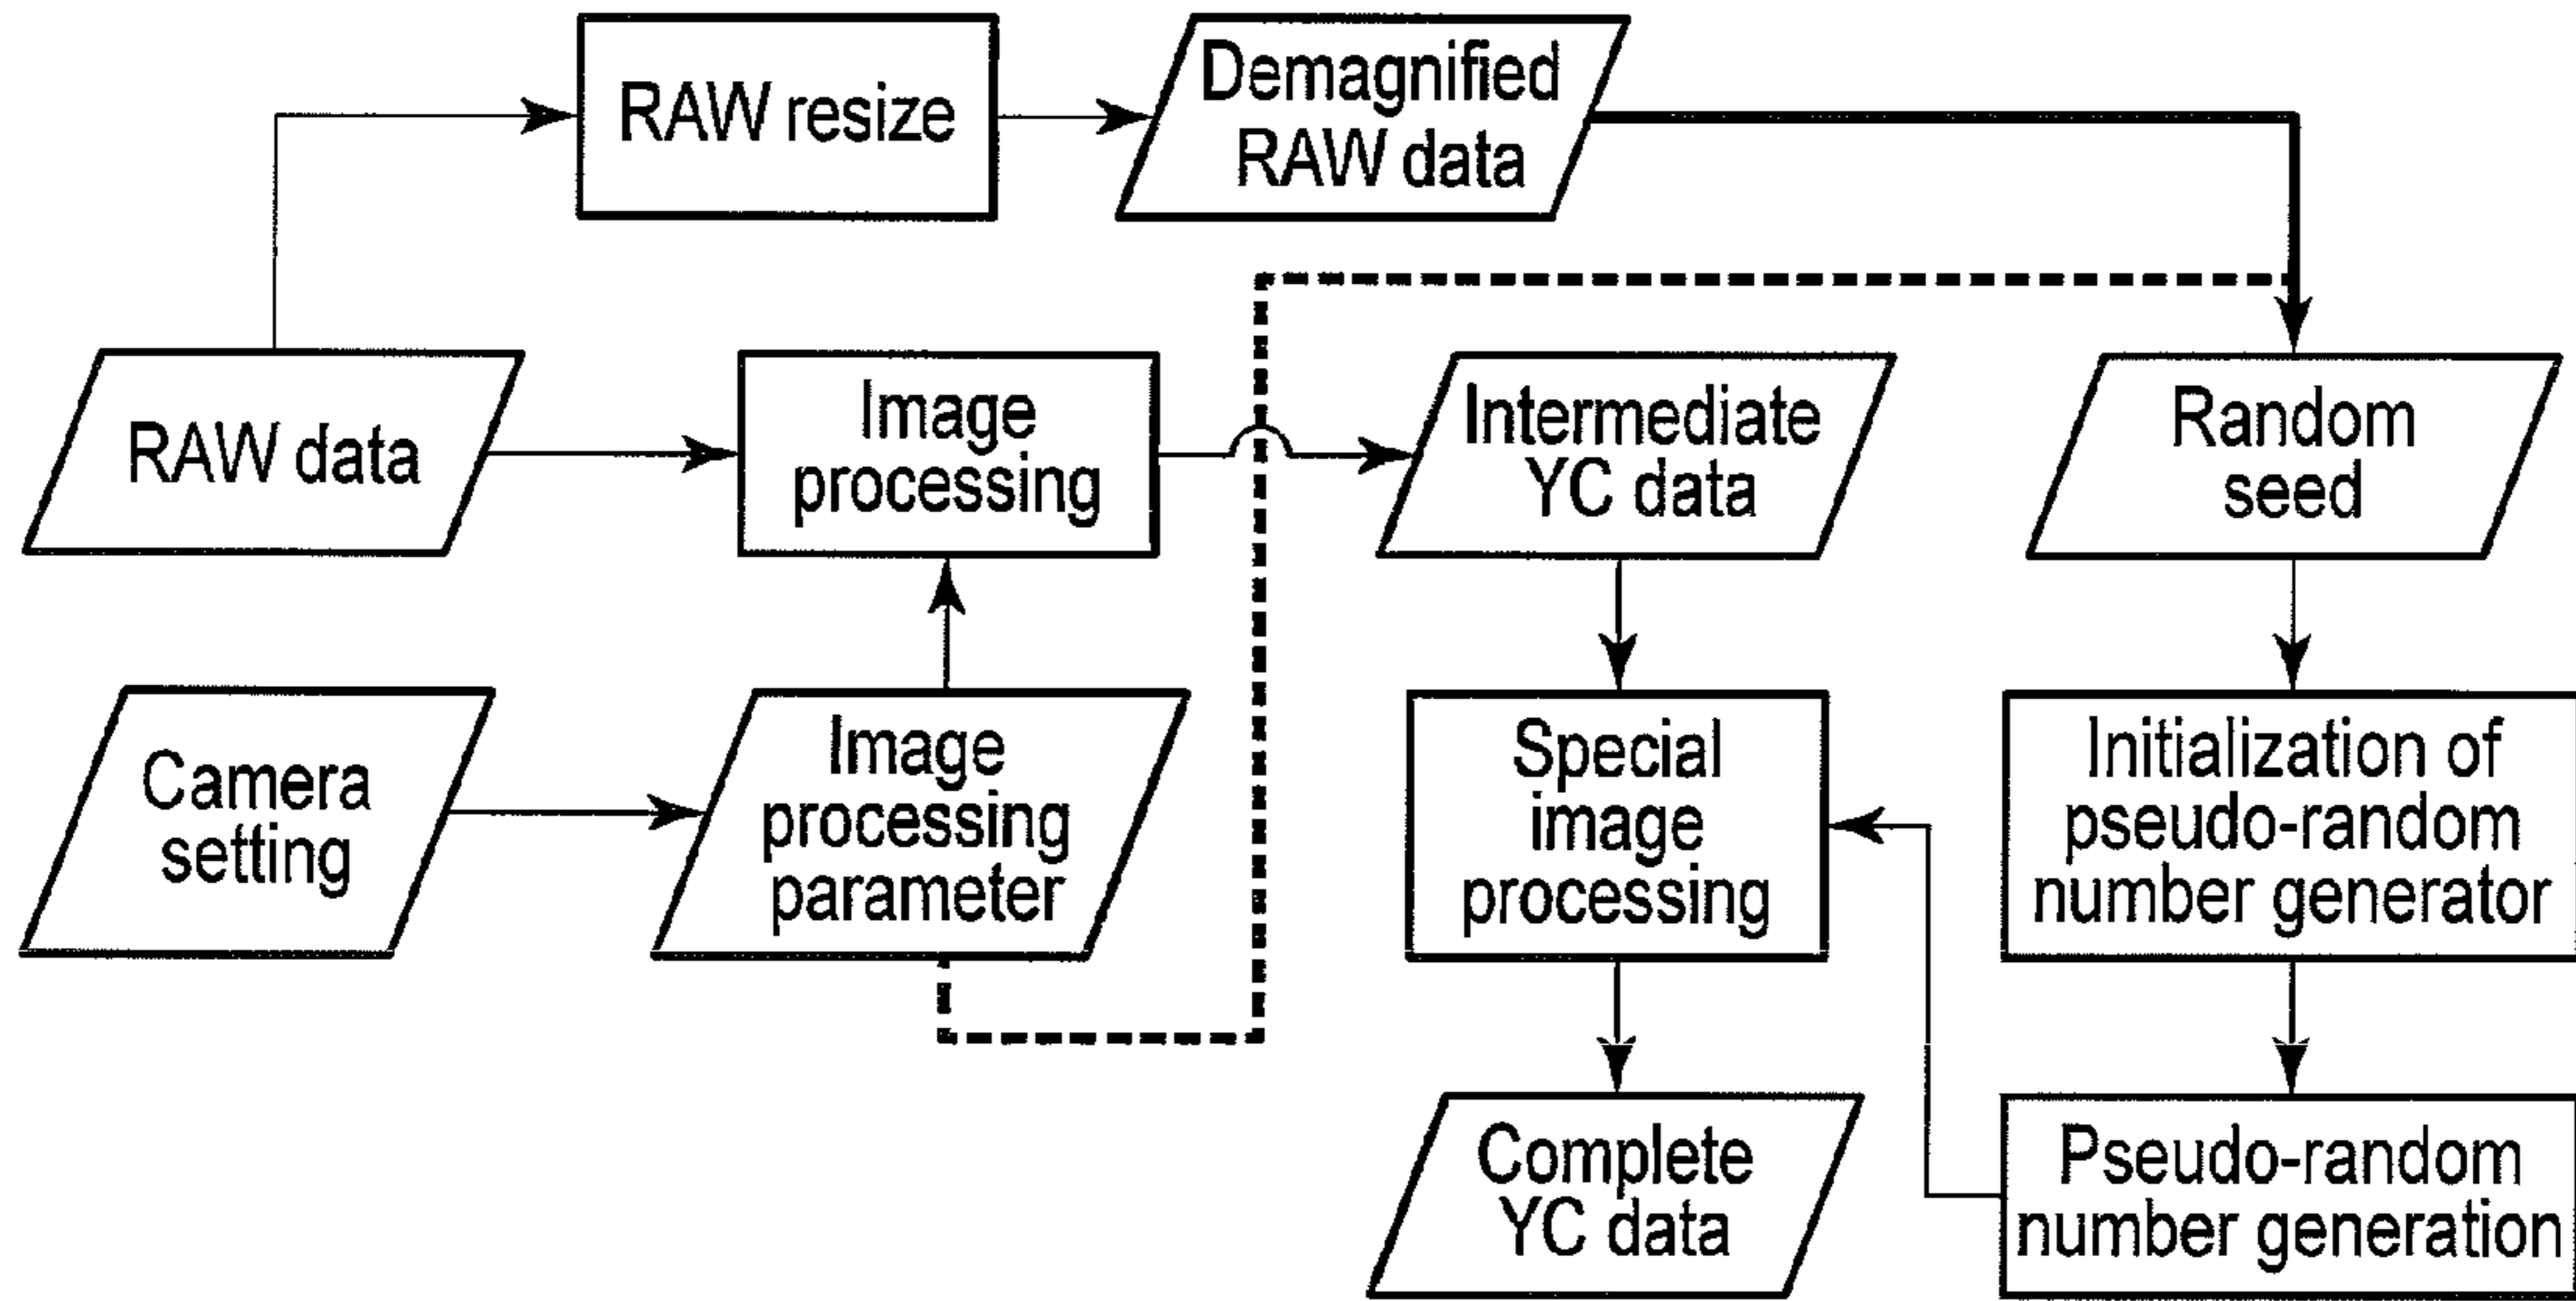 RAW resize
Demagnified
RAW data
RAW data
Image
processing
Intermediate
YC data
Random
seed
Camera
setting
Image
processing
parameter
Special
image
processing
Initialization of
pseudo-random
number generator
Complete
YC data
Pseudo-random
number generation